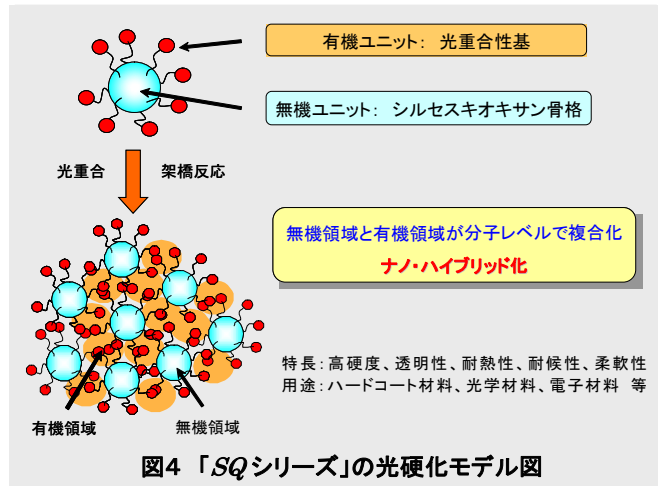 有機ユニット： 光重合性基
無機ユニット： シルセスキオキサン骨格
光重合 架橋反応
無機領域と有機領域が分子レベルで複合化
ナノ・ハイブリッド化
特長：高硬度、透明性、耐熱性、耐候性、柔軟性
用途：ハードコート材料、光学材料、電子材料 等
有機領域 無機領域
図4 「SQシリーズ」の光硬化モデル図